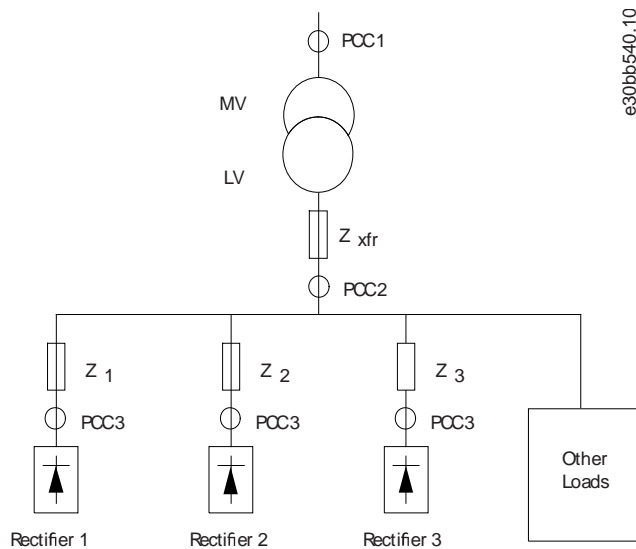 e30bb540.10
PCC1
MV
LV
Z xfr
PCC2
Z 1
Z 2
Z 3
PCC3
PCC3
PCC3
Other
Loads
Rectifier 1
Rectifier 2
Rectifier 3